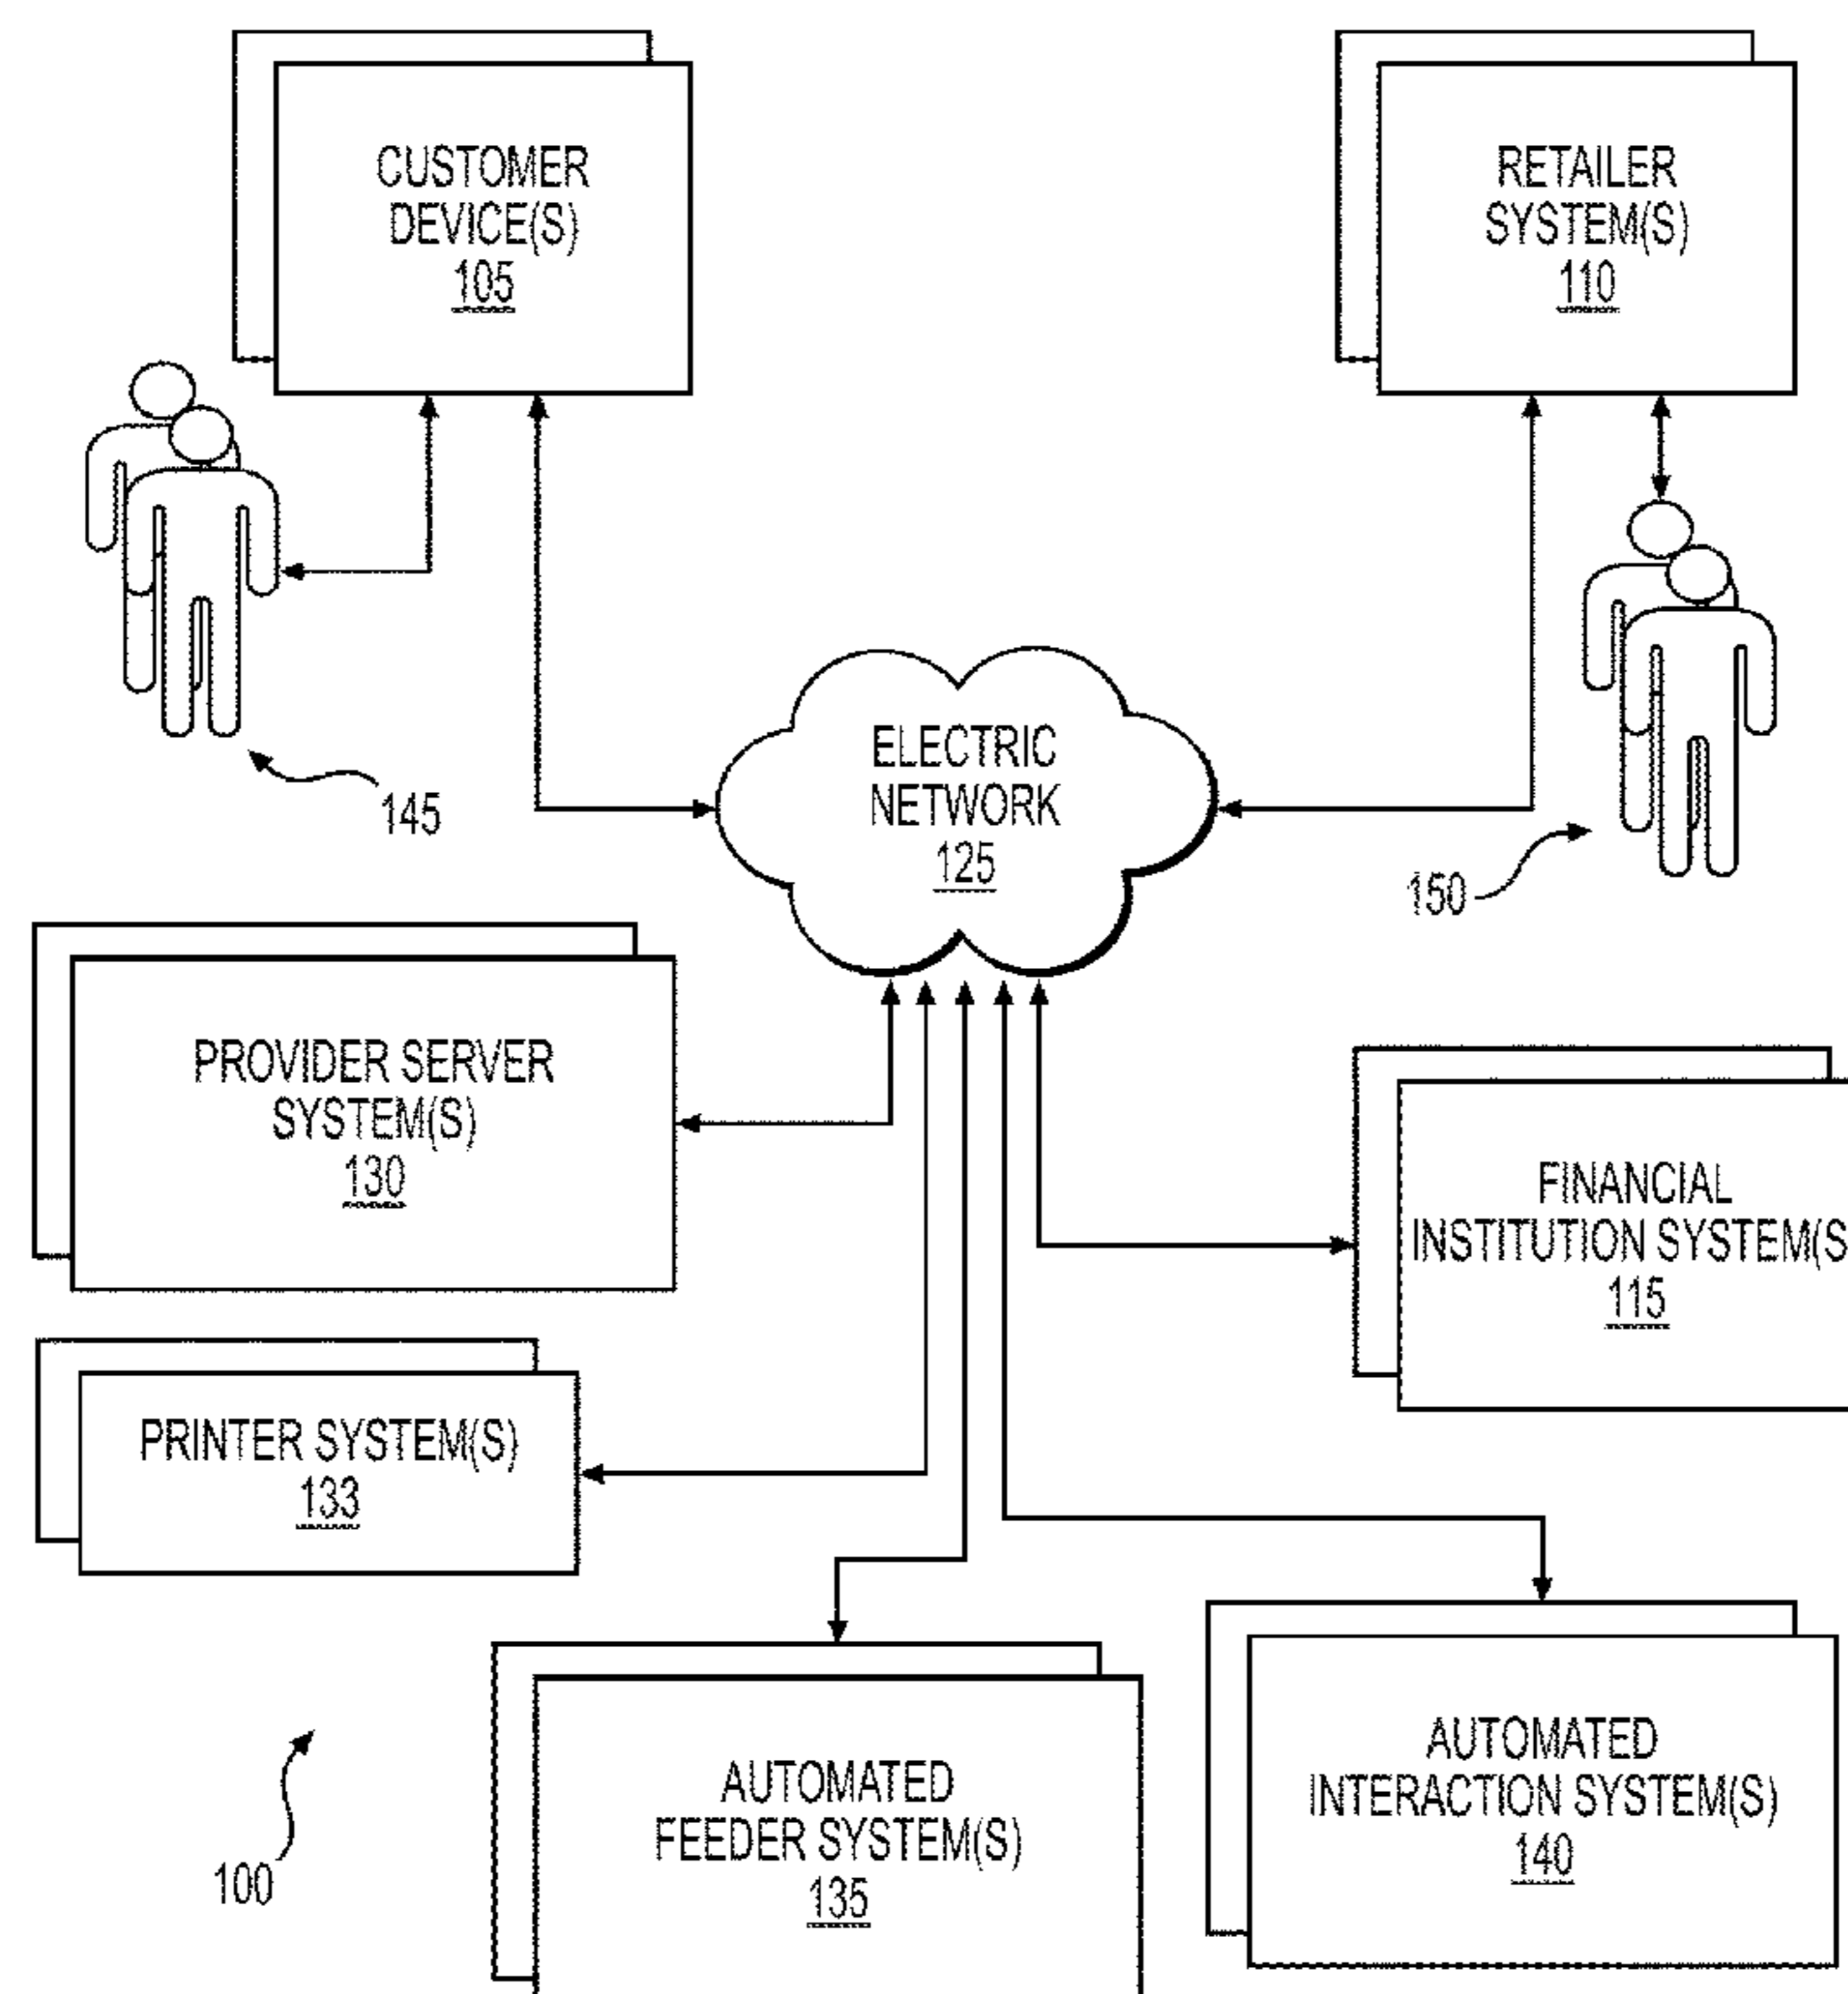 CUSTOMER
DEVICE(S)
105
RETAILER
SYSTEM(S)
110
145
ELECTRIC
NETWORK
125
150
PROVIDER SERVER
SYSTEM(S)
130
FINANCIAL
INSTITUTION SYSTEM(S
115
PRINTER SYSTEM(S)
133
AUTOMATED
FEEDER SYSTEM(S)
135
AUTOMATED
INTERACTION SYSTEM(S)
140
100